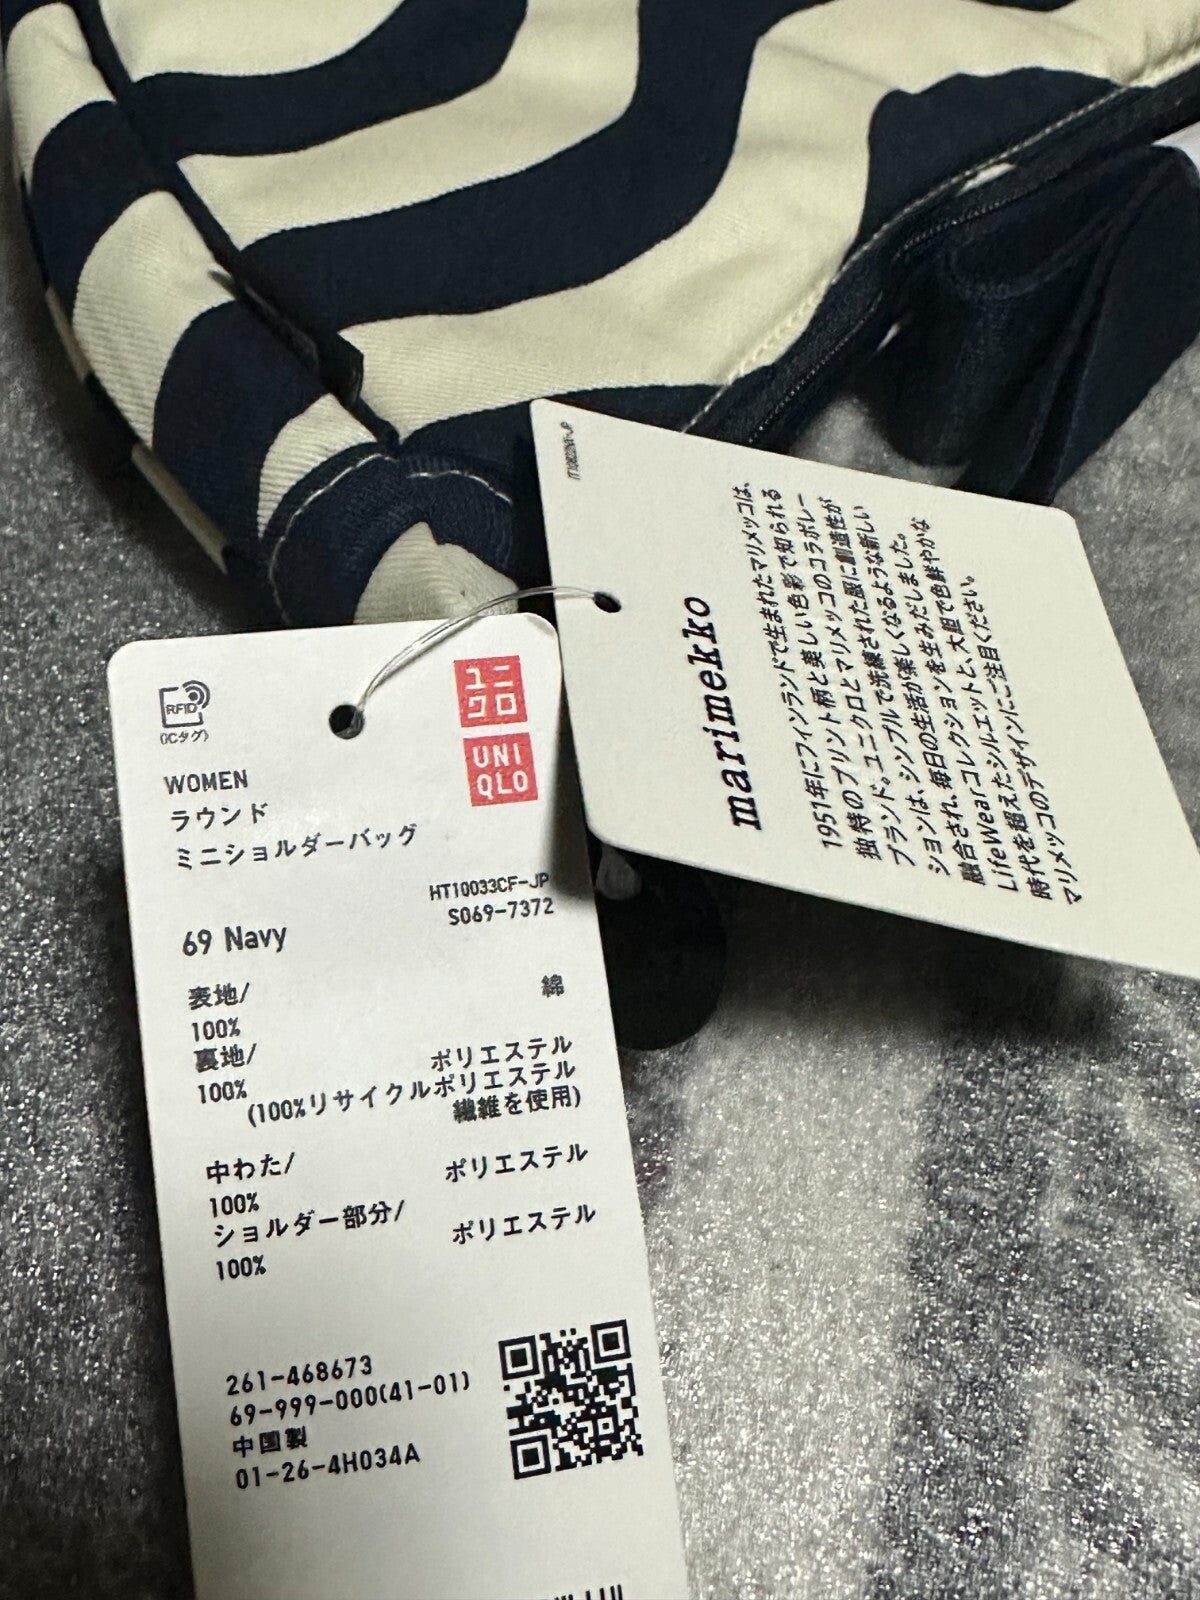 RFID
(ICタグ)
ユニ
クロ
UNI
QLO
WOMEN
ラウンド
ミニショルダーバッグ
HT10033CF-JP
S069-7372
69 Navy
表地/ 綿
100%
裏地/ ポリエステル
100%
(100%リサイクルポリエステル
繊維を使用)
中わた/ ポリエステル
100%
ショルダー部分/ ポリエステル
100%
261-468673
69-999-000(41-01)
中国製
01-26-4H034A
marimekko
1951年にフィンランドで生まれたマリメッコは、
独特のプリント柄と美しい色彩で知られる
ブランド。ユニクロとマリメッコのコラボレー
ションは、シンプルで洗練された服に創造性が
融合され、毎日の生活が楽しくなるような新しい
LifeWearコレクションを生みだしました。
時代を超えたシルエットと、大胆で色鮮やかな
マリメッコのデザインにご注目ください。